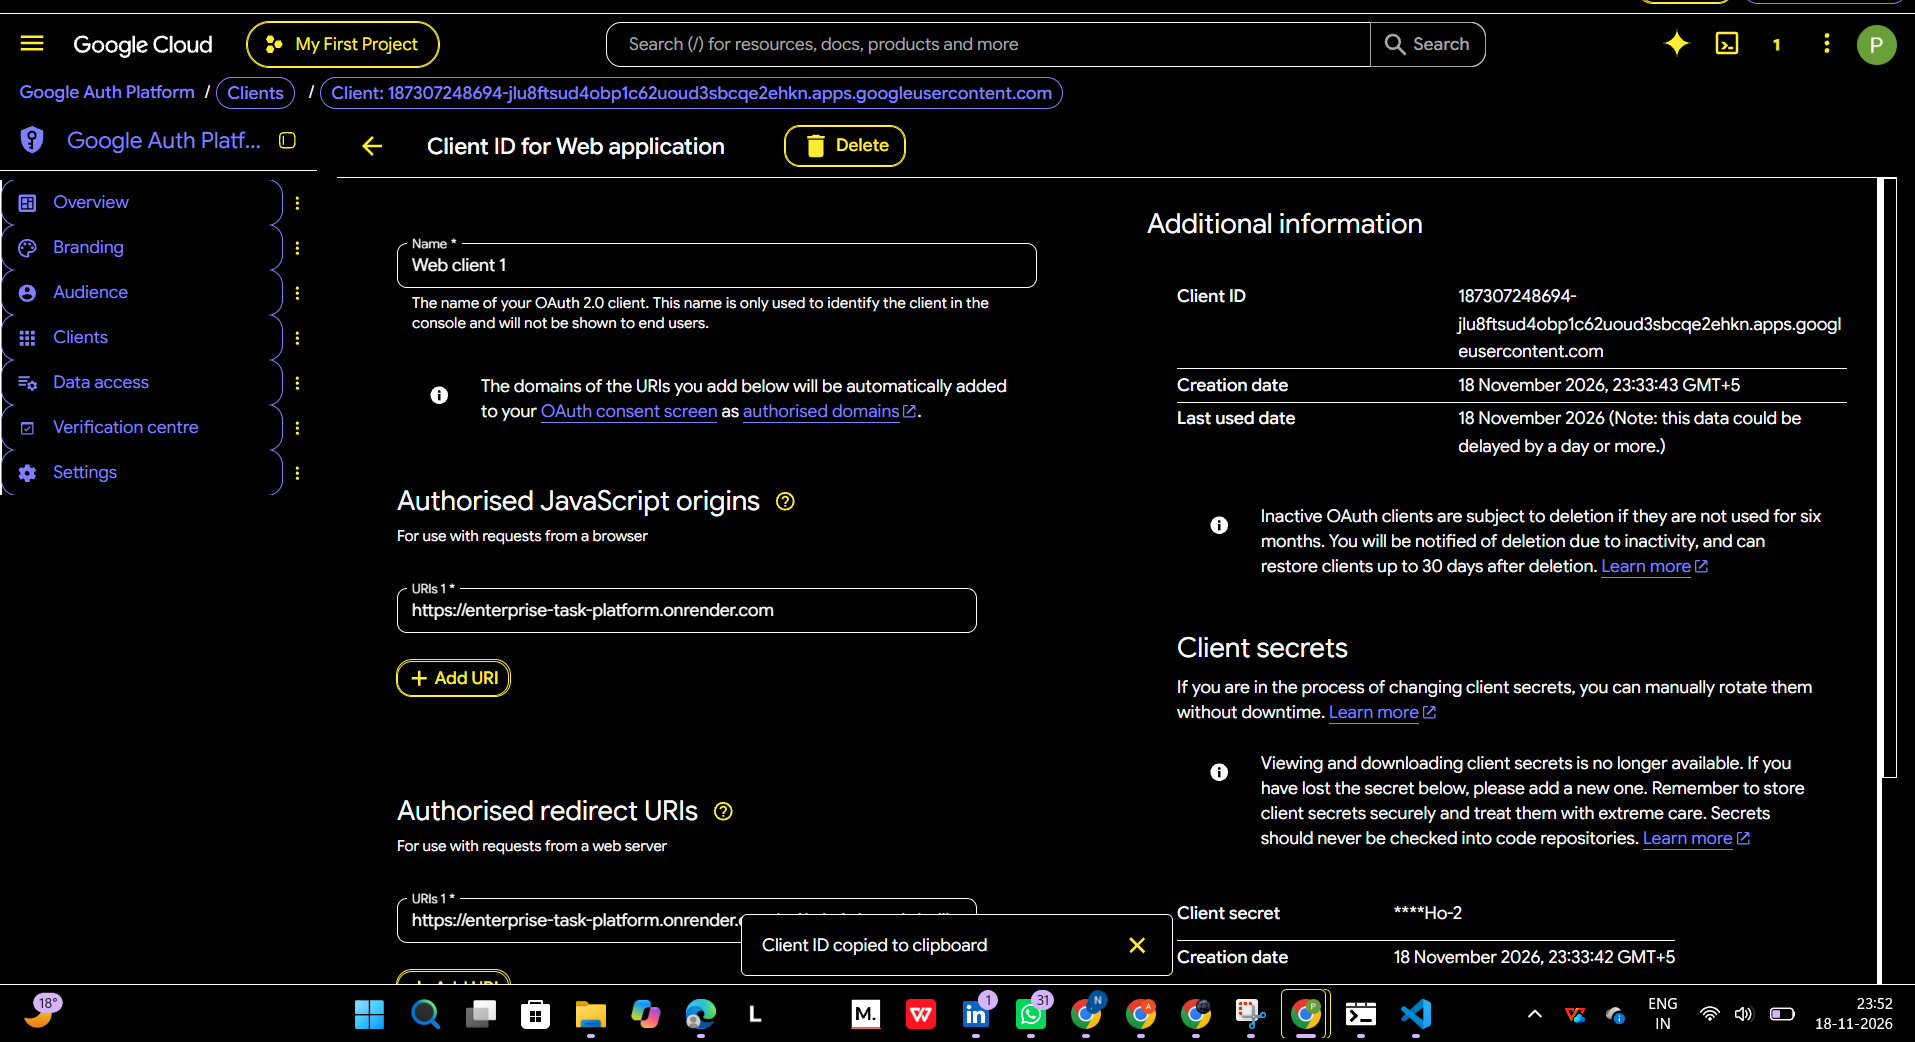 Google Cloud
My First Project
Search (/) for resources, docs, products and more
Search
1
P
Google Auth Platform / Clients / Client: 187307248694-jlu8ftsud4obp1c62uoud3sbcqe2ehkn.apps.googleusercontent.com
Google Auth Platf...
Client ID for Web application
Delete
Overview
Branding
Audience
Clients
Data access
Verification centre
Settings
Name *
Web client 1
The name of your OAuth 2.0 client. This name is only used to identify the client in the
console and will not be shown to end users.
The domains of the URIs you add below will be automatically added
to your OAuth consent screen as authorised domains.
Authorised JavaScript origins
For use with requests from a browser
URIs 1 *
https://enterprise-task-platform.onrender.com
Add URI
Authorised redirect URIs
For use with requests from a web server
URIs 1 *
https://enterprise-task-platform.onrender.
Client ID copied to clipboard
Additional information
Client ID
187307248694-
jlu8ftsud4obp1c62uoud3sbcqe2ehkn.apps.googl
eusercontent.com
Creation date
18 November 2026, 23:33:43 GMT+5
Last used date
18 November 2026 (Note: this data could be
delayed by a day or more.)
Inactive OAuth clients are subject to deletion if they are not used for six
months. You will be notified of deletion due to inactivity, and can
restore clients up to 30 days after deletion. Learn more
Client secrets
If you are in the process of changing client secrets, you can manually rotate them
without downtime. Learn more
Viewing and downloading client secrets is no longer available. If you
have lost the secret below, please add a new one. Remember to store
client secrets securely and treat them with extreme care. Secrets
should never be checked into code repositories. Learn more
Client secret
****Ho-2
Creation date
18 November 2026, 23:33:42 GMT+5
18°
L
M.
W
in
1
31
N
A
P
ENG
IN
23:52
18-11-2026